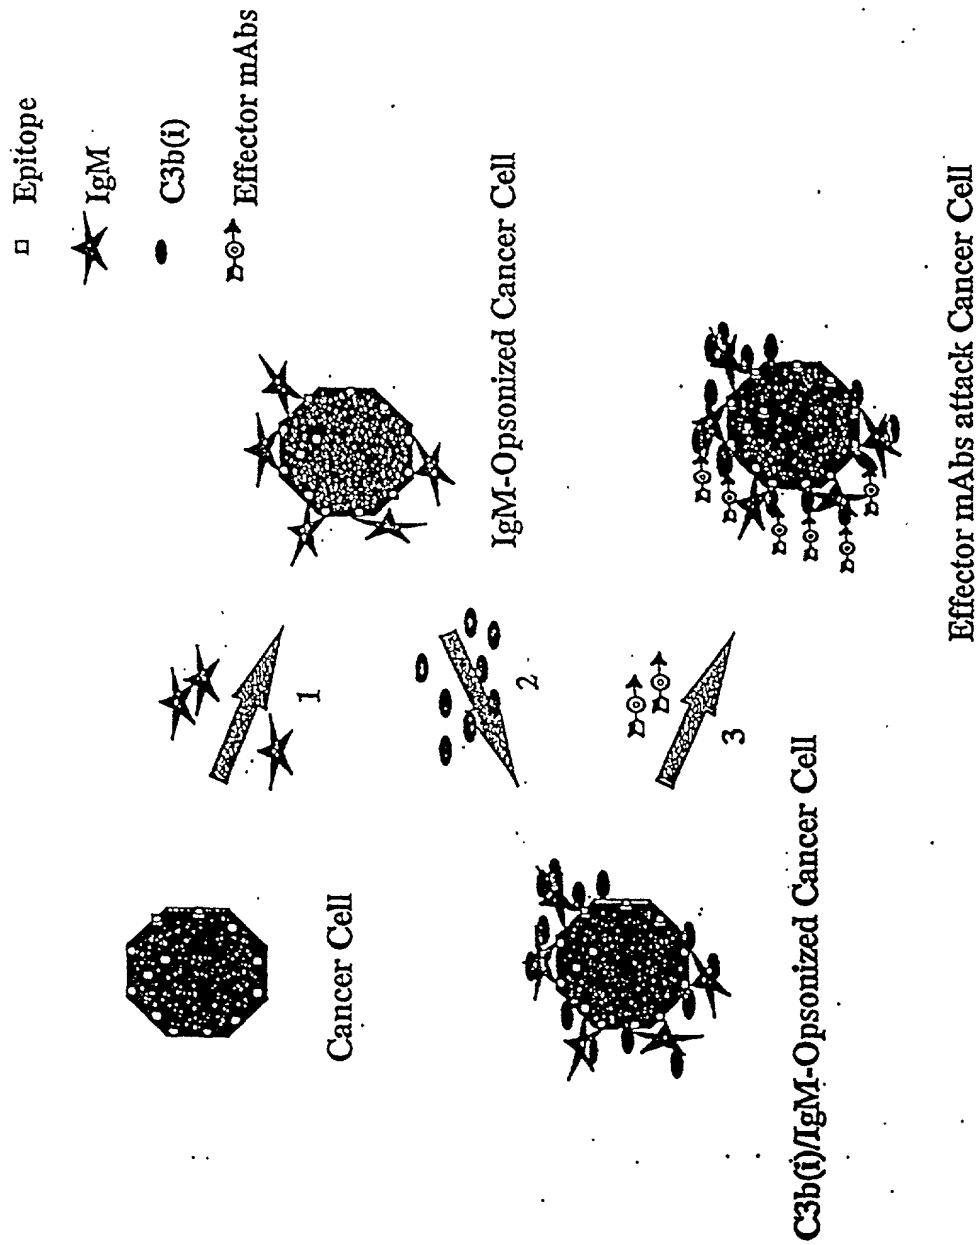 Epitope
IgM
C3b(i)
Effector mAbs
1
Cancer Cell
IgM-Opsonized Cancer Cell
2
3
C3b(i)/IgM-Opsonized Cancer Cell
Effector mAbs attack Cancer Cell